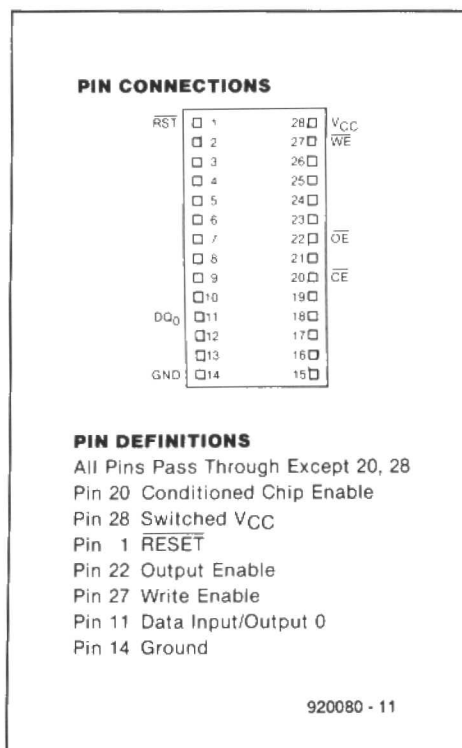 PIN CONNECTIONS
RST 1 28 VCC
2 27 WE
3 26
4 25
5 24
6 23
7 22 OE
8 21
9 20 CE
10 19
DQ0 11 18
12 17
13 16
GND 14 15
PIN DEFINITIONS
All Pins Pass Through Except 20, 28
Pin 20 Conditioned Chip Enable
Pin 28 Switched VCC
Pin 1 RESET
Pin 22 Output Enable
Pin 27 Write Enable
Pin 11 Data Input/Output 0
Pin 14 Ground
920080 - 11